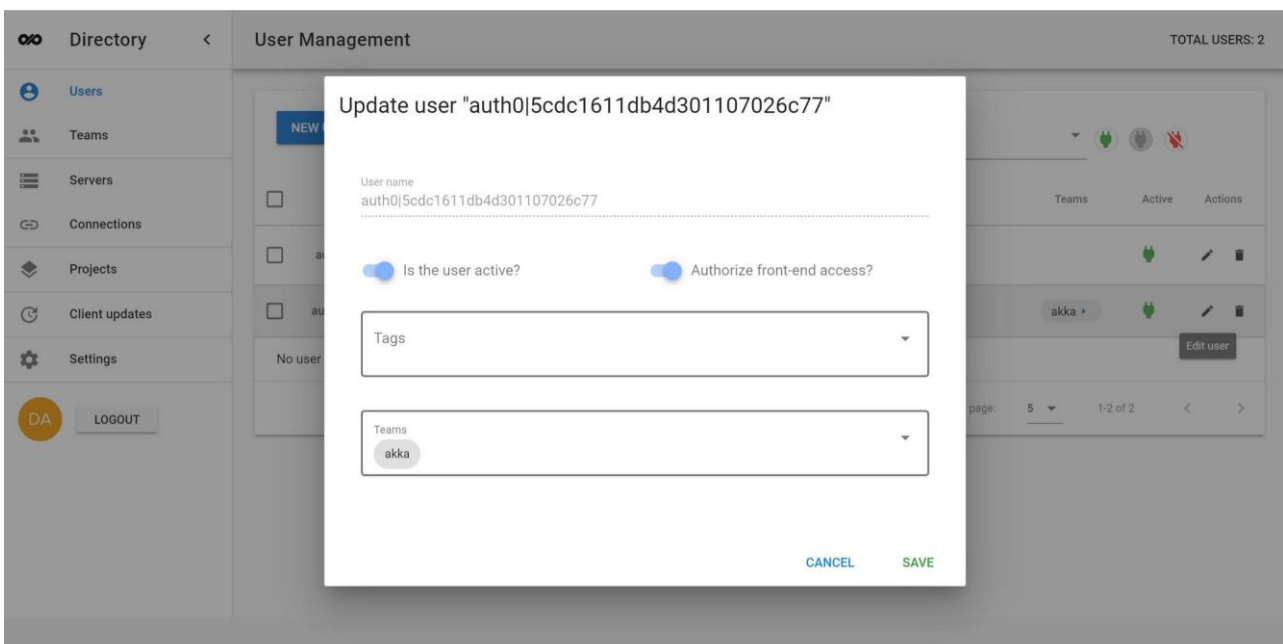 Directory
User Management
TOTAL USERS: 2
Users
Teams
Servers
Connections
Projects
Client updates
Settings
DA
LOGOUT
NEW
Teams Active Actions
au
au
akka
Edit user
No user
page: 5 1-2 of 2
Update user "auth0|5cdc1611db4d301107026c77"
User name
auth0|5cdc1611db4d301107026c77
Is the user active? Authorize front-end access?
Tags
Teams
akka
CANCEL SAVE